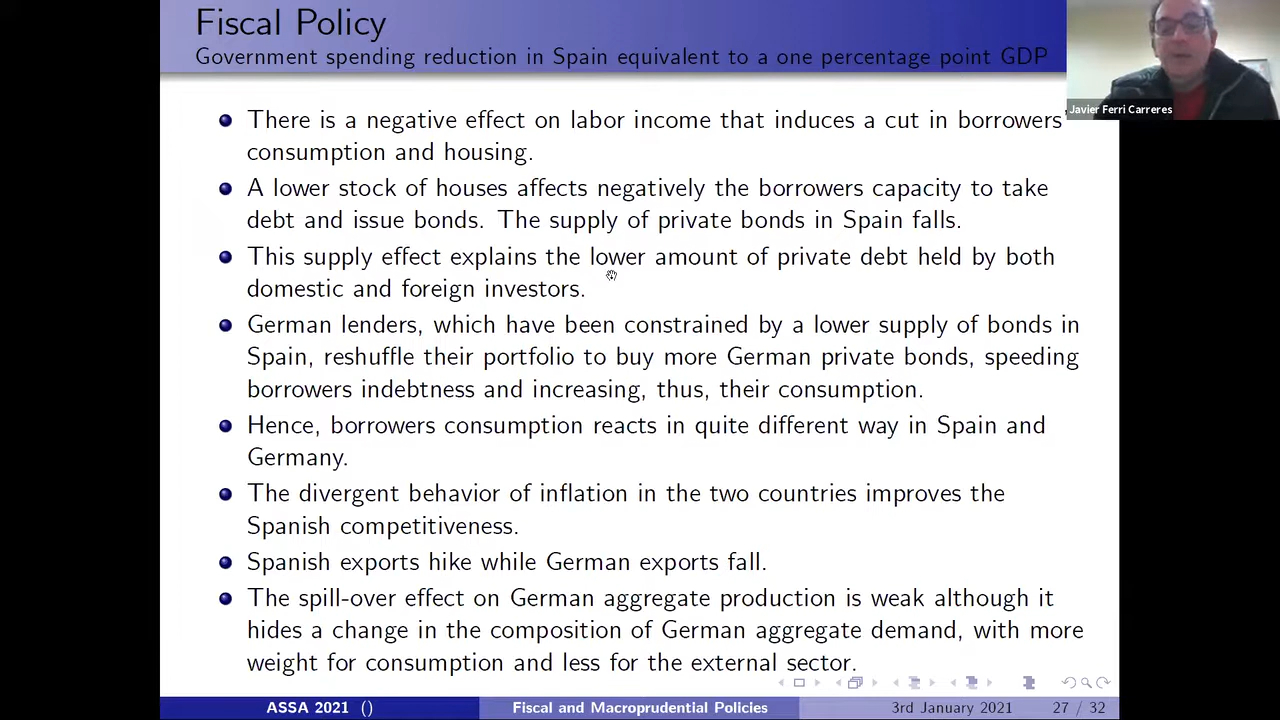 Fiscal Policy
Government spending reduction in Spain equivalent to a one percentage point GDP
Javier Ferri Carreres
There is a negative effect on labor income that induces a cut in borrowers'
consumption and housing.
A lower stock of houses affects negatively the borrowers capacity to take
debt and issue bonds. The supply of private bonds in Spain falls.
This supply effect explains the lower amount of private debt held by both
domestic and foreign investors.
German lenders, which have been constrained by a lower supply of bonds in
Spain, reshuffle their portfolio to buy more German private bonds, speeding
borrowers indebtness and increasing, thus, their consumption.
Hence, borrowers consumption reacts in quite different way in Spain and
Germany.
The divergent behavior of inflation in the two countries improves the
Spanish competitiveness.
Spanish exports hike while German exports fall.
The spill-over effect on German aggregate production is weak although it
hides a change in the composition of German aggregate demand, with more
weight for consumption and less for the external sector.
ASSA 2021 ()
Fiscal and Macroprudential Policies
3rd January 2021
27 / 32